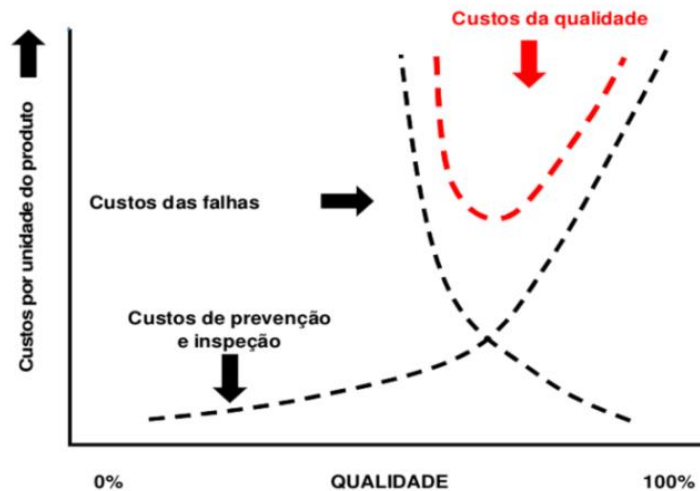 Custos da qualidade
Custos por unidade do produto
Custos das falhas
Custos de prevenção
e inspeção
0%
QUALIDADE
100%